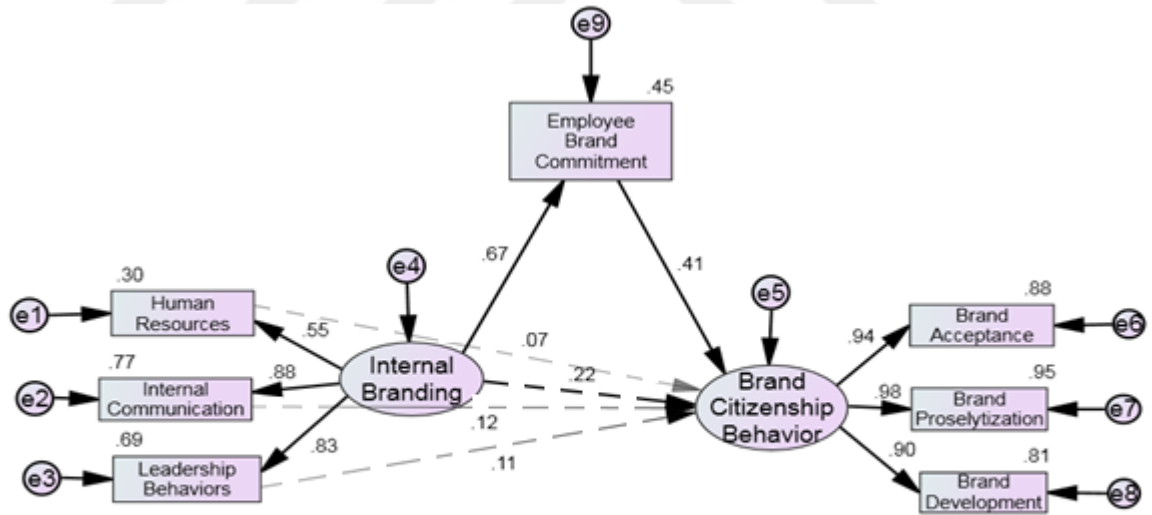 e9
.45
Employee
Brand
Commitment
.67
.41
e4
e5
.30
Human
Resources
e1
.55
.07
.77
Internal
Communication
e2
.88
Internal
Branding
.22
.12
.69
Leadership
Behaviors
e3
.83
.11
Brand
Citizenship
Behavior
.94
.88
Brand
Acceptance
e6
.98
.95
Brand
Proselytization
e7
.90
.81
Brand
Development
e8